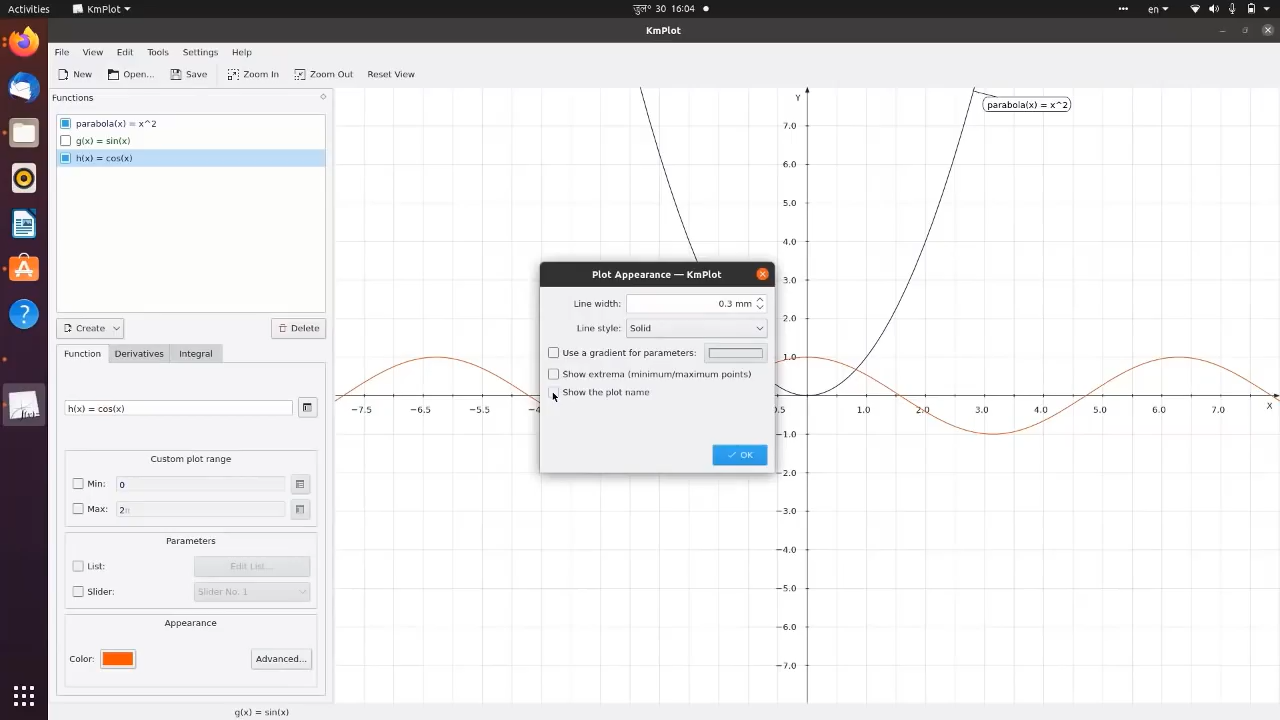 Activities
KmPlot
जुल॰ 30 16:04
en
KmPlot
File View Edit Tools Settings Help
New Open... Save Zoom In Zoom Out Reset View
Functions
parabola(x) = x^2
g(x) = sin(x)
h(x) = cos(x)
Create
Delete
Function Derivatives Integral
h(x) = cos(x)
Custom plot range
Min: 0
Max: 2π
Parameters
List: Edit List...
Slider: Slider No. 1
Appearance
Color: Advanced...
g(x) = sin(x)
Y
parabola(x) = x^2
7.0
6.0
5.0
4.0
3.0
2.0
1.0
−7.5 −6.5 −5.5 −4 0.5 1.0 2.0 3.0 4.0 5.0 6.0 7.0 X
−1.0
−2.0
−3.0
−4.0
−5.0
−6.0
−7.0
Plot Appearance — KmPlot
Line width: 0.3 mm
Line style: Solid
Use a gradient for parameters:
Show extrema (minimum/maximum points)
Show the plot name
OK